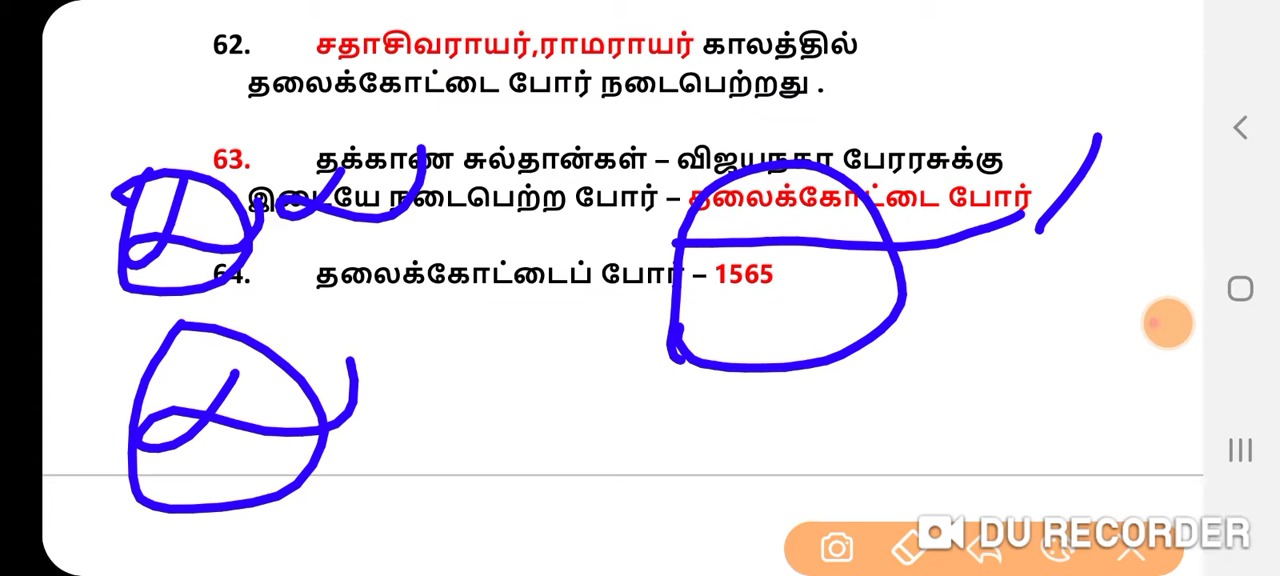 62. சதாசிவராயர்,ராமராயர் காலத்தில்
தலைக்கோட்டை போர் நடைபெற்றது .
63. தக்காண சுல்தான்கள் – விஜயநகர பேரரசுக்கு
இடையே நடைபெற்ற போர் – தலைக்கோட்டை போர்
64. தலைக்கோட்டைப் போர் – 1565
DU RECORDER